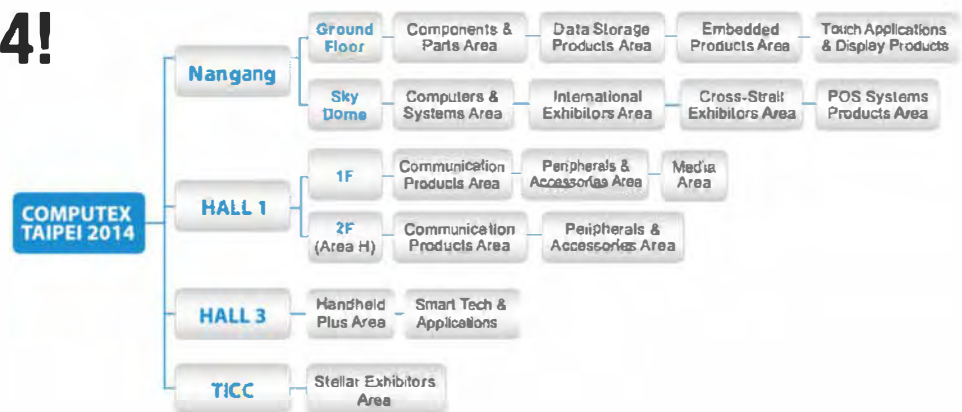 4!
COMPUTEX
TAIPEI 2014
Nangang
Ground
Floor
Components &
Parts Area
Data Storage
Products Area
Embedded
Products Area
Touch Applications
& Display Products
Sky
Dome
Computers &
Systems Area
International
Exhibitors Area
Cross-Strait
Exhibitors Area
POS Systems
Products Area
HALL 1
1F
Communication
Products Area
Peripherals &
Accessories Area
Media
Area
2F
(Area H)
Communication
Products Area
Peripherals &
Accessories Area
HALL 3
Handheld
Plus Area
Smart Tech &
Applications
TICC
Stellar Exhibitors
Area